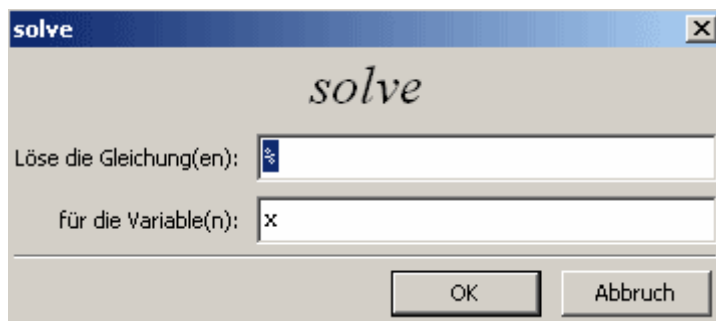 solve
solve
Löse die Gleichung(en): %
für die Variable(n): x
OK Abbruch